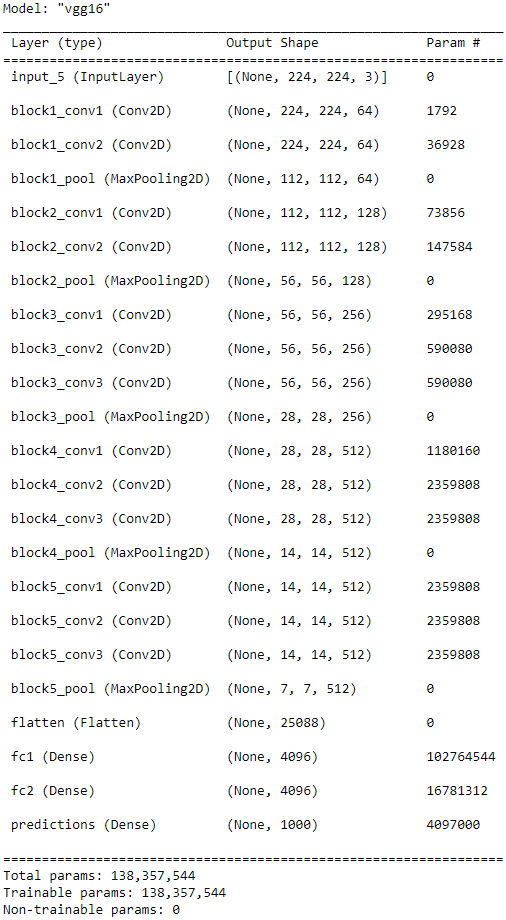 Model: "vgg16"
Layer (type) Output Shape Param #
input_5 (InputLayer) [(None, 224, 224, 3)] 0
block1_conv1 (Conv2D) (None, 224, 224, 64) 1792
block1_conv2 (Conv2D) (None, 224, 224, 64) 36928
block1_pool (MaxPooling2D) (None, 112, 112, 64) 0
block2_conv1 (Conv2D) (None, 112, 112, 128) 73856
block2_conv2 (Conv2D) (None, 112, 112, 128) 147584
block2_pool (MaxPooling2D) (None, 56, 56, 128) 0
block3_conv1 (Conv2D) (None, 56, 56, 256) 295168
block3_conv2 (Conv2D) (None, 56, 56, 256) 590080
block3_conv3 (Conv2D) (None, 56, 56, 256) 590080
block3_pool (MaxPooling2D) (None, 28, 28, 256) 0
block4_conv1 (Conv2D) (None, 28, 28, 512) 1180160
block4_conv2 (Conv2D) (None, 28, 28, 512) 2359808
block4_conv3 (Conv2D) (None, 28, 28, 512) 2359808
block4_pool (MaxPooling2D) (None, 14, 14, 512) 0
block5_conv1 (Conv2D) (None, 14, 14, 512) 2359808
block5_conv2 (Conv2D) (None, 14, 14, 512) 2359808
block5_conv3 (Conv2D) (None, 14, 14, 512) 2359808
block5_pool (MaxPooling2D) (None, 7, 7, 512) 0
flatten (Flatten) (None, 25088) 0
fc1 (Dense) (None, 4096) 102764544
fc2 (Dense) (None, 4096) 16781312
predictions (Dense) (None, 1000) 4097000
Total params: 138,357,544
Trainable params: 138,357,544
Non-trainable params: 0